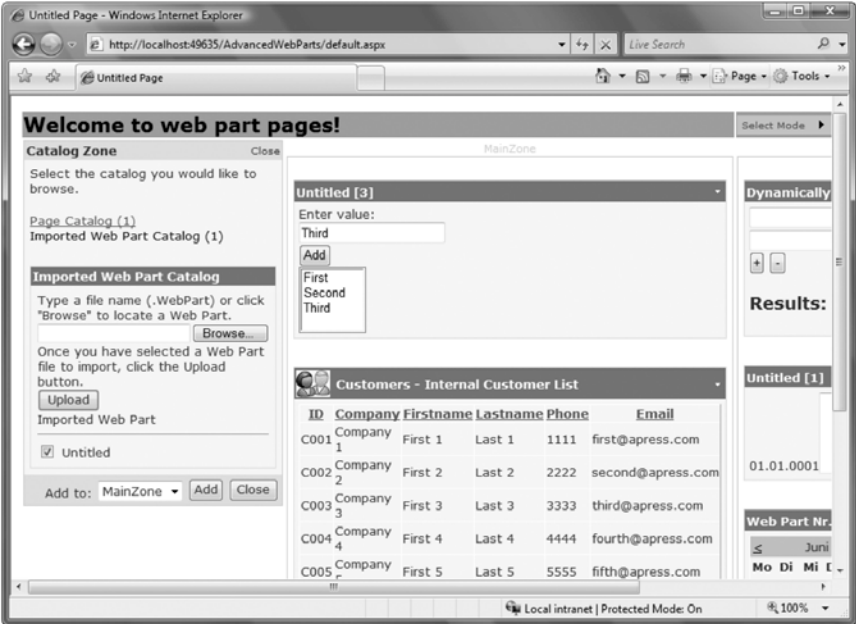 Untitled Page - Windows Internet Explorer
http://localhost:49635/AdvancedWebParts/default.aspx
Live Search
Untitled Page
Page
Tools
Welcome to web part pages!
Select Mode
Catalog Zone
Close
Select the catalog you would like to
browse.
Page Catalog (1)
Imported Web Part Catalog (1)
Imported Web Part Catalog
Type a file name (.WebPart) or click
"Browse" to locate a Web Part.
Browse...
Once you have selected a Web Part
file to import, click the Upload
button.
Upload
Imported Web Part
Untitled
Add to: MainZone Add Close
MainZone
Untitled [3]
Enter value:
Third
Add
First
Second
Third
Customers - Internal Customer List
ID Company Firstname Lastname Phone Email
C001 Company 1 First 1 Last 1 1111 first@apress.com
C002 Company 2 First 2 Last 2 2222 second@apress.com
C003 Company 3 First 3 Last 3 3333 third@apress.com
C004 Company 4 First 4 Last 4 4444 fourth@apress.com
C005 Company First 5 Last 5 5555 fifth@apress.com
Dynamically
+ -
Results:
Untitled [1]
01.01.0001
Web Part Nr.
< Juni
Mo Di Mi
Local intranet | Protected Mode: On
100%